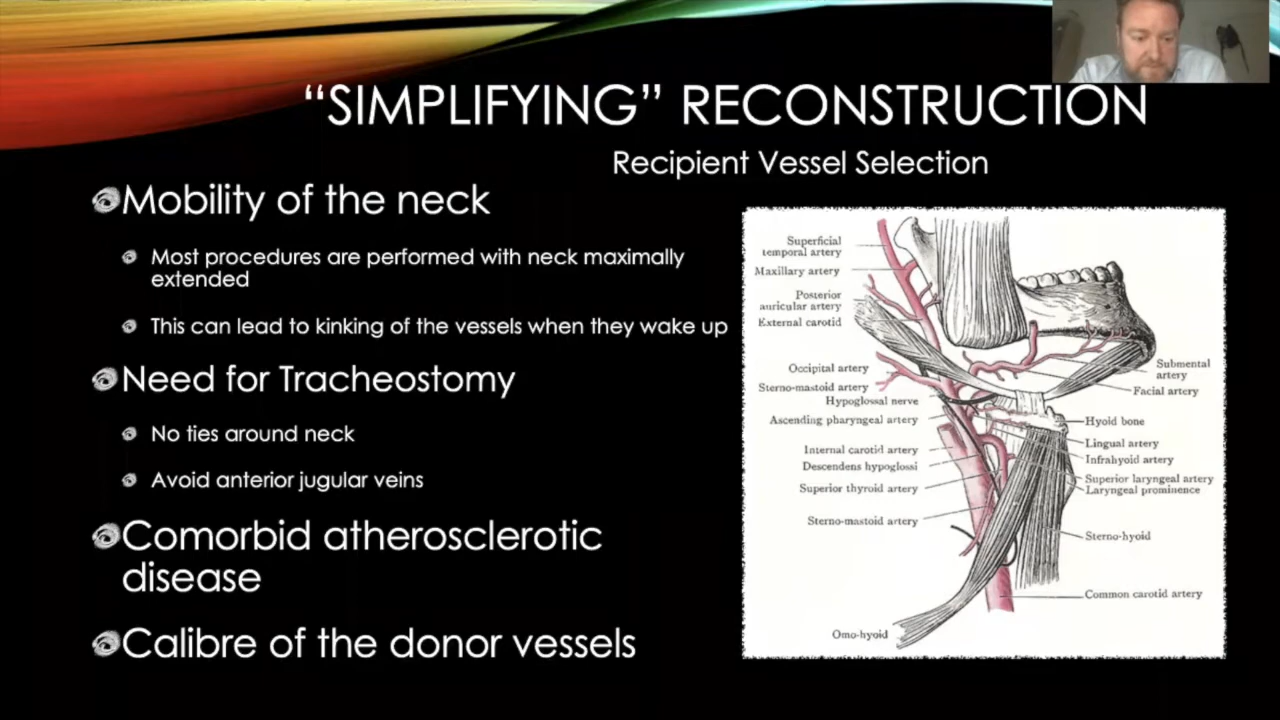 “SIMPLIFYING” RECONSTRUCTION
Recipient Vessel Selection
Mobility of the neck
Most procedures are performed with neck maximally
extended
This can lead to kinking of the vessels when they wake up
Need for Tracheostomy
No ties around neck
Avoid anterior jugular veins
Comorbid atherosclerotic
disease
Calibre of the donor vessels
Superficial
temporal artery
Maxillary artery
Posterior
auricular artery
External carotid
Occipital artery
Sterno-mastoid artery
Hypoglossal nerve
Ascending pharyngeal artery
Internal carotid artery
Descendens hypoglossi
Superior thyroid artery
Sterno-mastoid artery
Omo-hyoid
Submental
artery
Facial artery
Hyoid bone
Lingual artery
Infrahyoid artery
Superior laryngeal artery
Laryngeal prominence
Sterno-hyoid
Common carotid artery